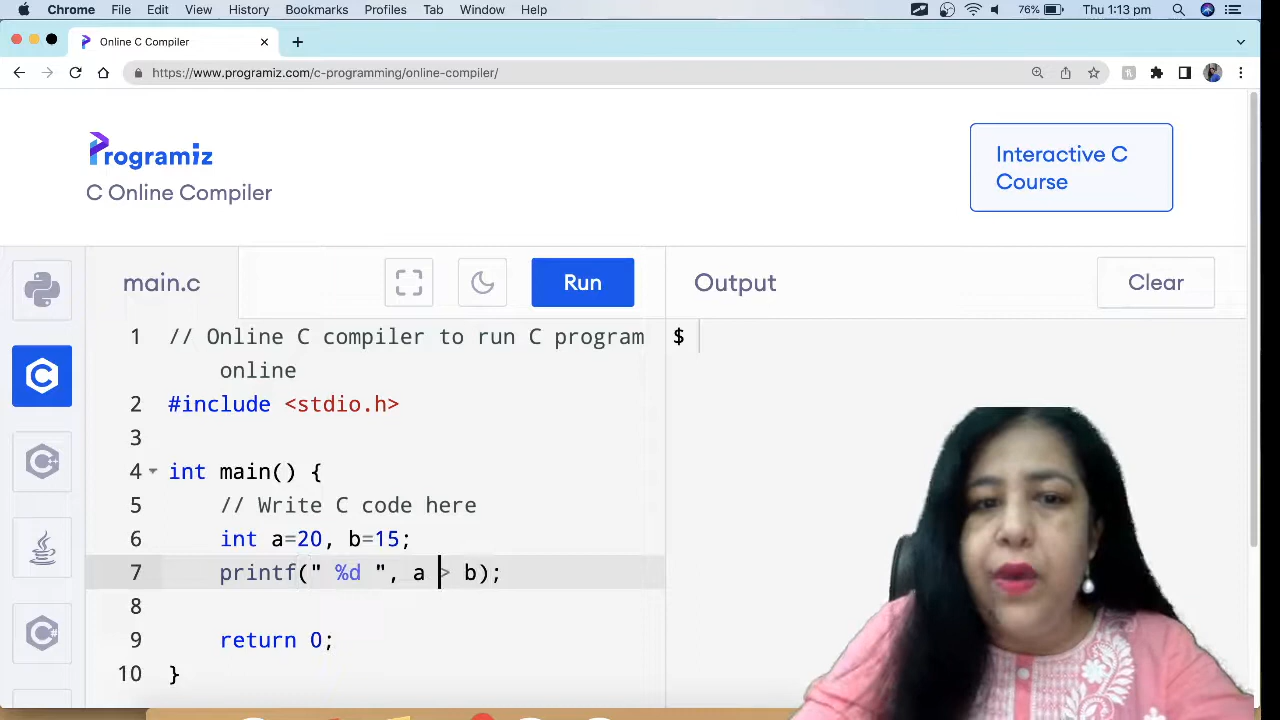 Chrome File Edit View History Bookmarks Profiles Tab Window Help 76% Thu 1:13 pm
Online C Compiler
https://www.programiz.com/c-programming/online-compiler/
Programiz
C Online Compiler
Interactive C
Course
main.c Run Output Clear
1 // Online C compiler to run C program
online
2 #include <stdio.h>
3
4 int main() {
5 // Write C code here
6 int a=20, b=15;
7 printf(" %d ", a > b);
8
9 return 0;
10 }
$